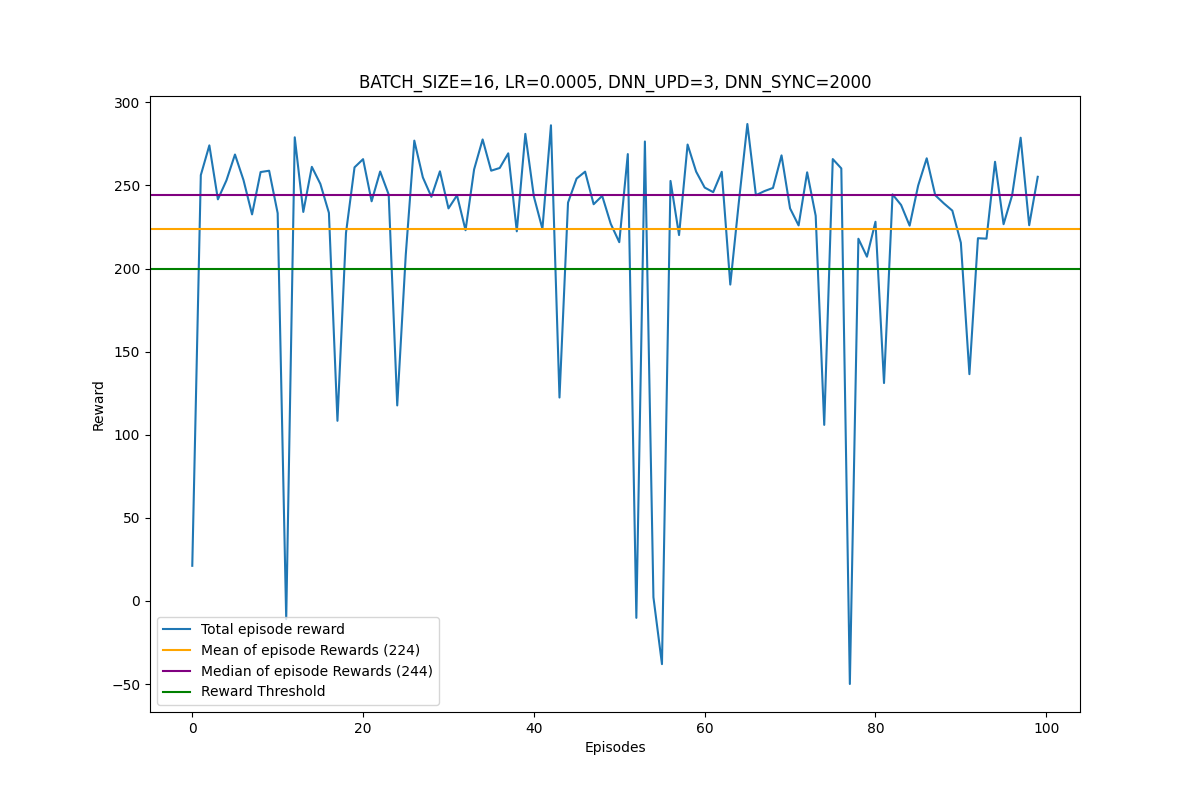 BATCH_SIZE=16, LR=0.0005, DNN_UPD=3, DNN_SYNC=2000
300
250
200
150
100
50
0
−50
Reward
Total episode reward
Mean of episode Rewards (224)
Median of episode Rewards (244)
Reward Threshold
0 20 40 60 80 100
Episodes